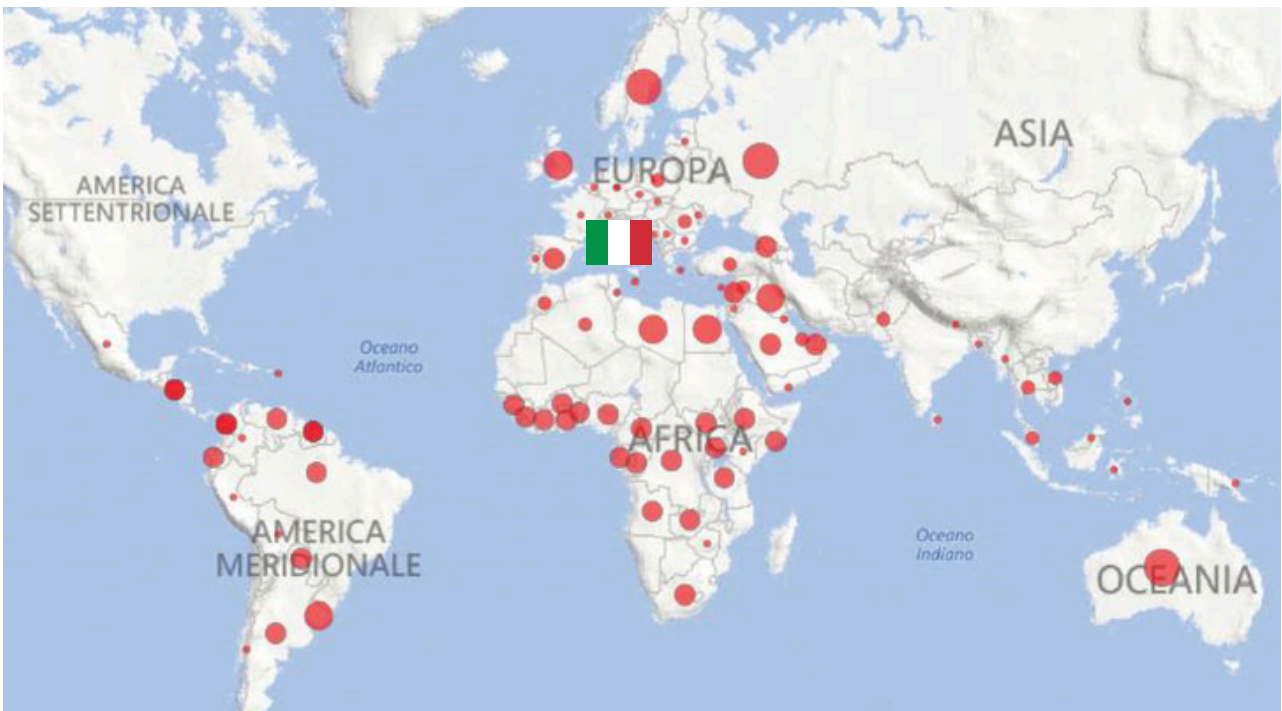 ASIA
EUROPA
AMERICA
SETTENTRIONALE
Oceano
Atlantico
AFRICA
AMERICA
MERIDIONALE
Oceano
Indiano
OCEANIA